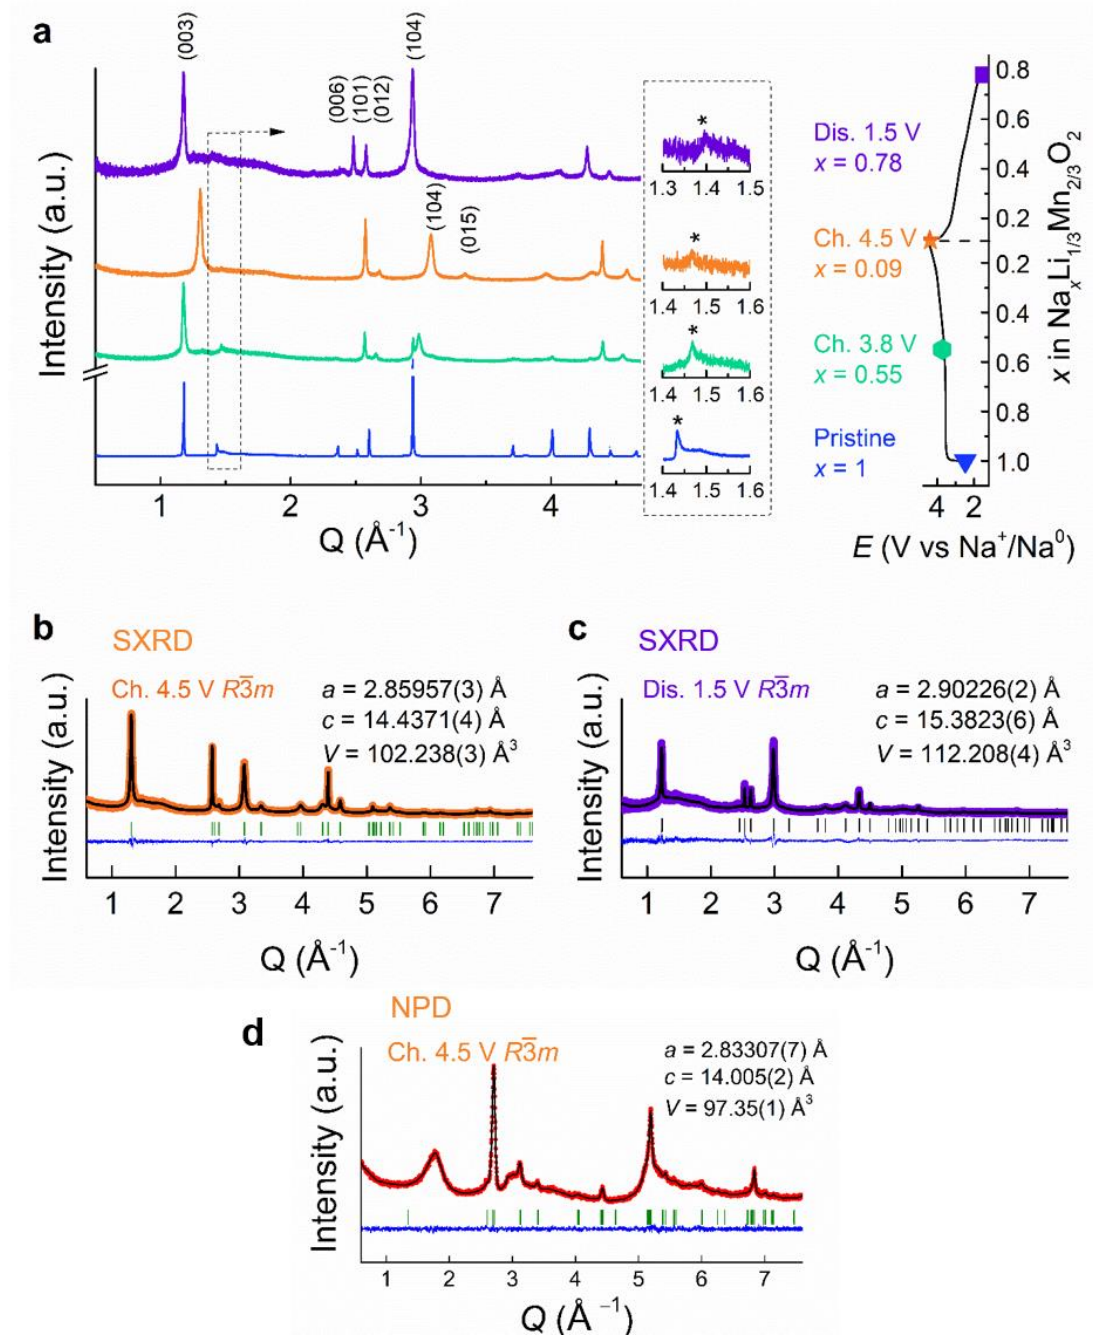 a
(003)
(104)
(006)
(101)
(012)
*
1.3 1.4 1.5
Dis. 1.5 V
x = 0.78
(104)
(015)
*
1.4 1.5 1.6
Ch. 4.5 V
x = 0.09
*
1.4 1.5 1.6
Ch. 3.8 V
x = 0.55
*
1.4 1.5 1.6
Pristine
x = 1
Intensity (a.u.)
1 2 3 4
Q (Å⁻¹)
0.8
0.6
0.4
0.2
0.2
0.4
0.6
0.8
1.0
x in NaₓLi₁/₃Mn₂/₃O₂
4 2
E (V vs Na⁺/Na⁰)
b
SXRD
Ch. 4.5 V R3̅m
a = 2.85957(3) Å
c = 14.4371(4) Å
V = 102.238(3) Å³
Intensity (a.u.)
1 2 3 4 5 6 7
Q (Å⁻¹)
c
SXRD
Dis. 1.5 V R3̅m
a = 2.90226(2) Å
c = 15.3823(6) Å
V = 112.208(4) Å³
Intensity (a.u.)
1 2 3 4 5 6 7
Q (Å⁻¹)
d
NPD
Ch. 4.5 V R3̅m
a = 2.83307(7) Å
c = 14.005(2) Å
V = 97.35(1) Å³
Intensity (a.u.)
1 2 3 4 5 6 7
Q (Å⁻¹)